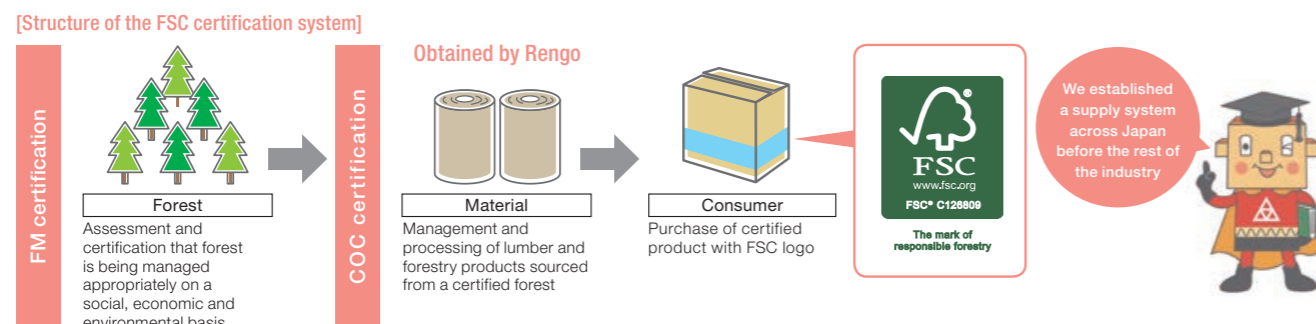 [Structure of the FSC certification system]
FM certification
Forest
Assessment and
certification that forest
is being managed
appropriately on a
social, economic and
environmental basis
COC certification
Obtained by Rengo
Material
Management and
processing of lumber and
forestry products sourced
from a certified forest
Consumer
Purchase of certified
product with FSC logo
FSC
www.fsc.org
FSC® C126809
The mark of
responsible forestry
We established
a supply system
across Japan
before the rest of
the industry